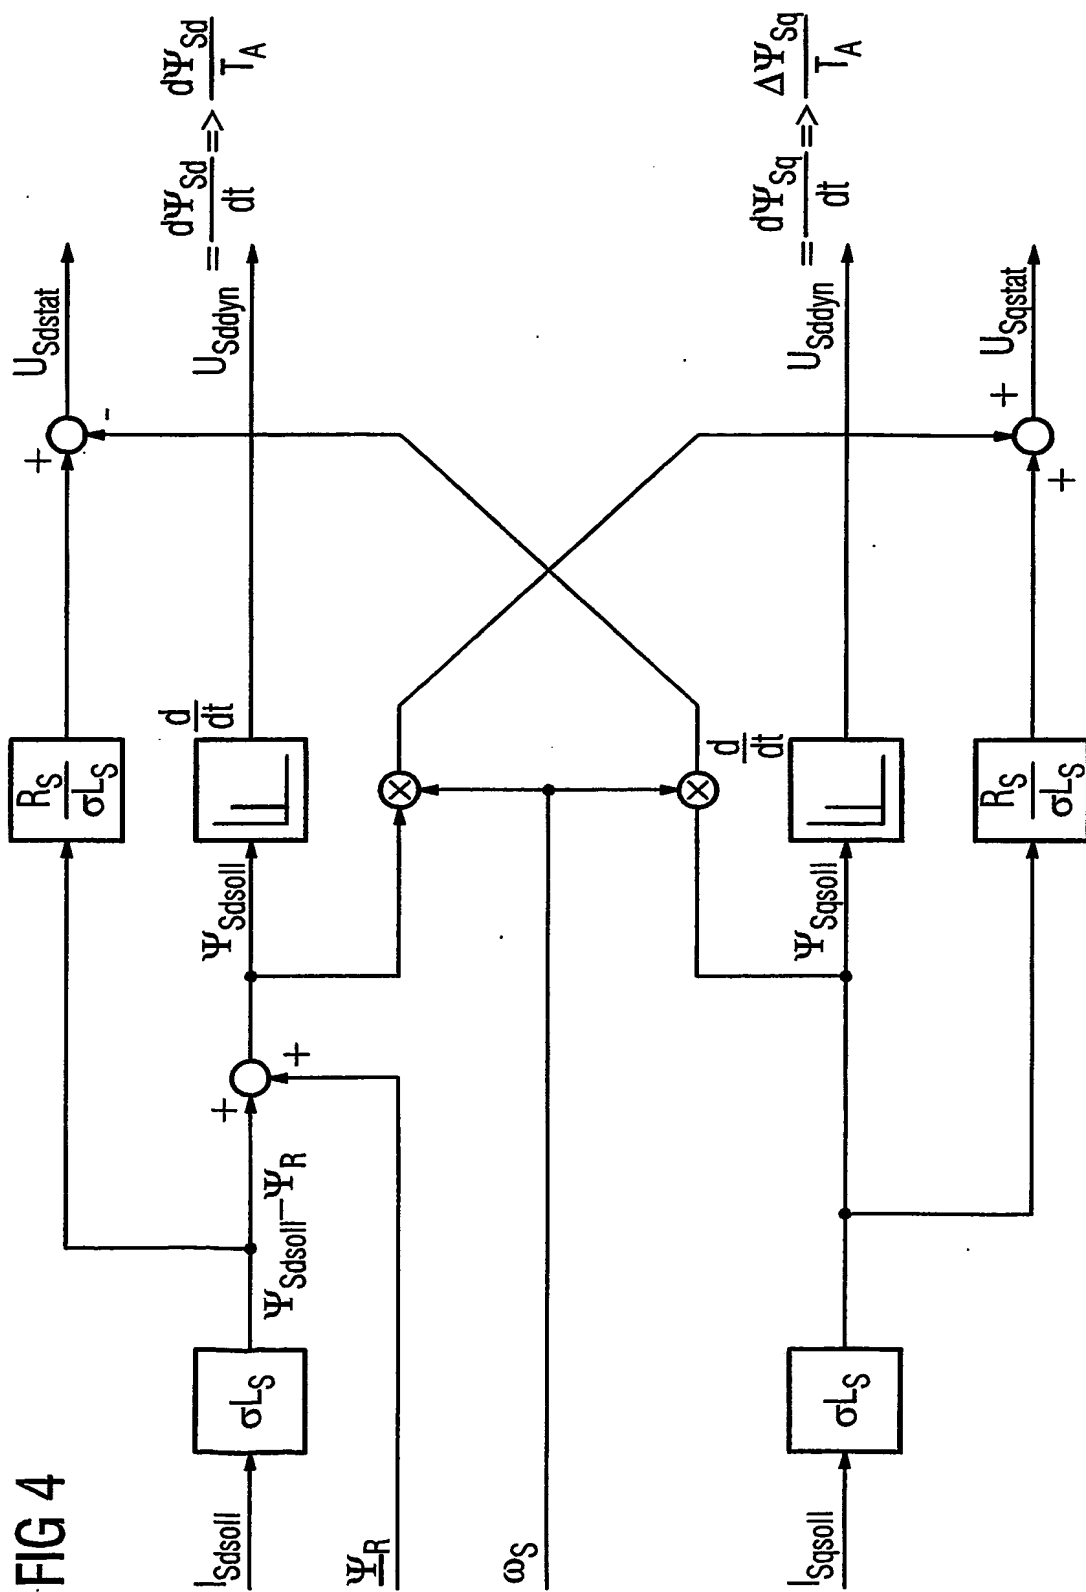 FIG 4
R_S / σL_S
U_Sdstat
I_Sdsoll
σL_S
Ψ_Sdsoll-Ψ_R
Ψ_Sdsoll
d/dt
U_Sddyn = dΨ_Sd/dt => dΨ_Sd/T_A
+
+
+
-
Ψ_R
ω_S
×
×
I_Sqsoll
σL_S
Ψ_Sqsoll
d/dt
U_Sddyn = dΨ_Sq/dt => ΔΨ_Sq/T_A
R_S / σL_S
+
+
U_Sqstat